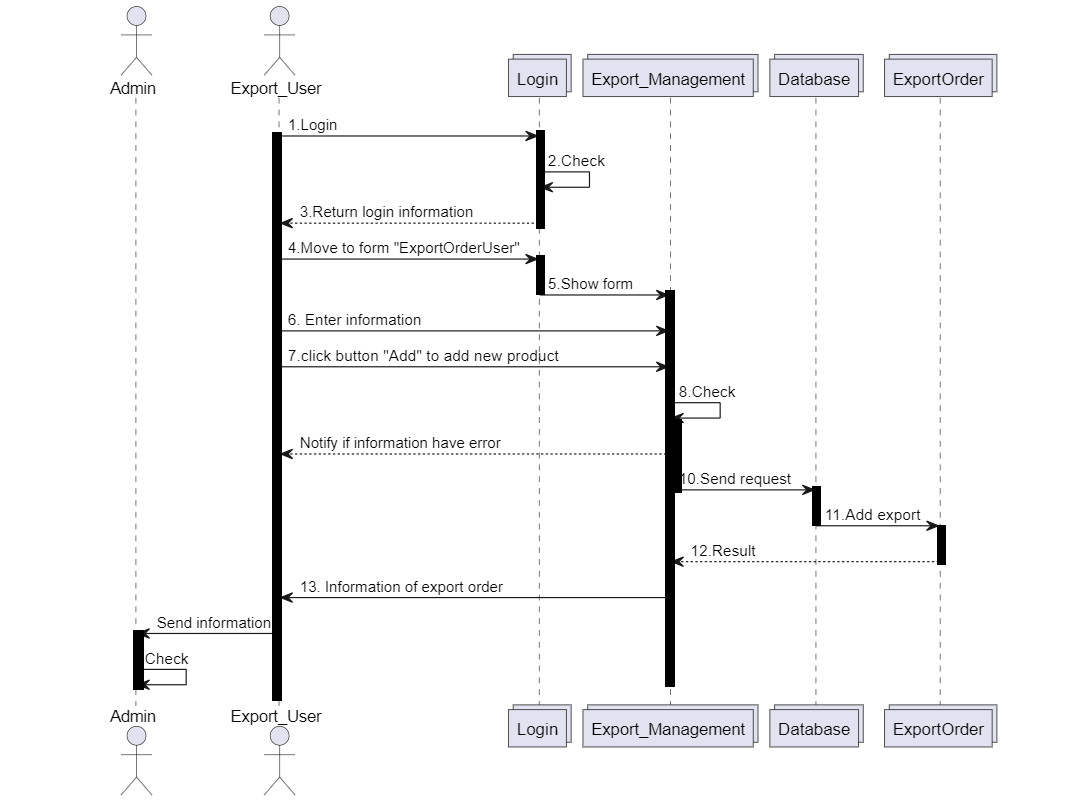 Admin
Export_User
Login
Export_Management
Database
ExportOrder
1.Login
2.Check
3.Return login information
4.Move to form "ExportOrderUser"
5.Show form
6. Enter information
7.click button "Add" to add new product
8.Check
Notify if information have error
10.Send request
11.Add export
12.Result
13. Information of export order
Send information
Check
Admin
Export_User
Login
Export_Management
Database
ExportOrder